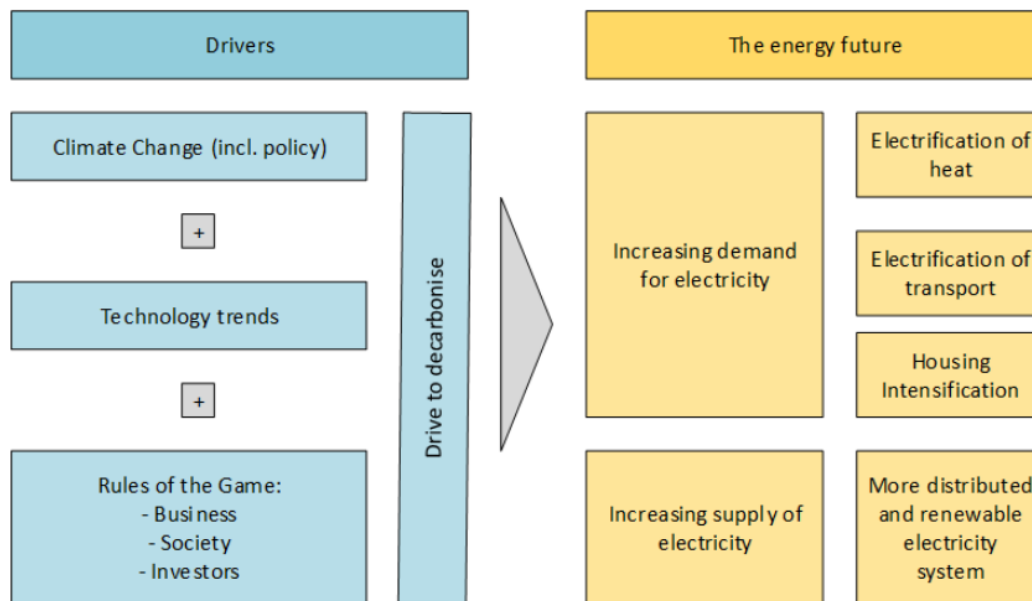 Drivers
The energy future
Climate Change (incl. policy)
+
Technology trends
+
Rules of the Game:
- Business
- Society
- Investors
Drive to decarbonise
Increasing demand
for electricity
Electrification of
heat
Electrification of
transport
Housing
Intensification
Increasing supply of
electricity
More distributed
and renewable
electricity
system